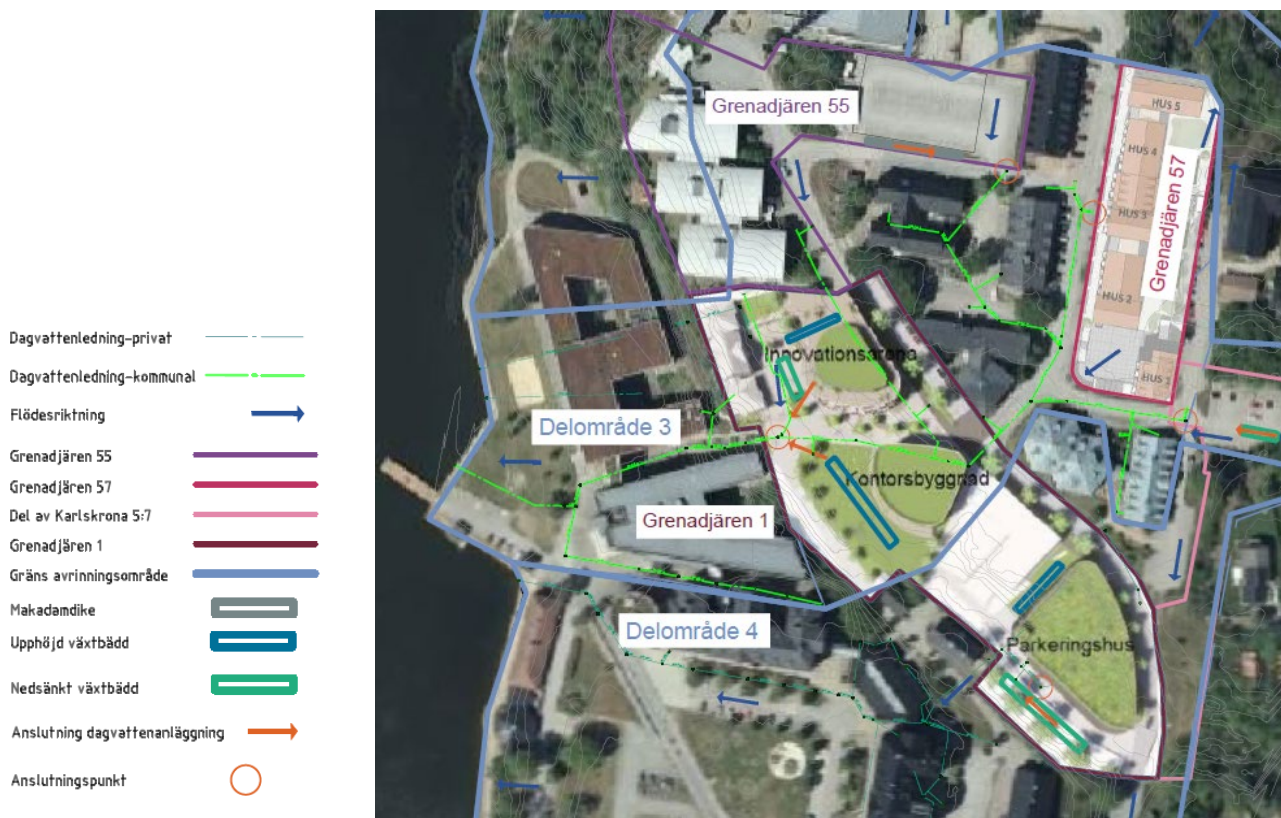 Dagvattenledning-privat
Dagvattenledning-kommunal
Flödesriktning
Grenadjären 55
Grenadjären 57
Del av Karlskrona 5:7
Grenadjären 1
Gräns avrinningsområde
Makadamdike
Upphöjd växtbädd
Nedsänkt växtbädd
Anslutning dagvattenanläggning
Anslutningspunkt
Grenadjären 55
HUS 5
HUS 4
HUS 3
Grenadjären 57
HUS 2
HUS 1
Innovationsarena
Delområde 3
Kontorsbyggnad
Grenadjären 1
Delområde 4
Parkeringshus